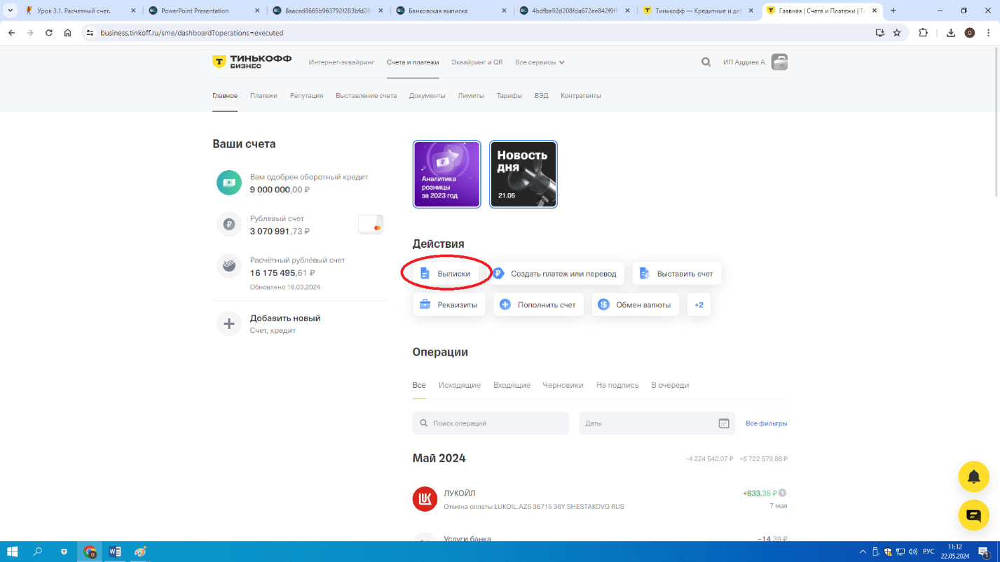 Урок 3.1. Расчетный счет.
PowerPoint Presentation
8aaced8665b963792f283bfd28
Банковская выписка
4bdfbe92d208fda672ee842f9ff
Тинькофф — Кредитные и деб
Главная | Счета и Платежи | Ти
business.tinkoff.ru/sme/dashboard?operations=executed
О
ТИНЬКОФФ
БИЗНЕС
Интернет-эквайринг
Счета и платежи
Эквайринг и QR
Все сервисы
ИП Аддиев А.
Главное
Платежи
Репутация
Выставление счета
Документы
Лимиты
Тарифы
ВЭД
Контрагенты
Ваши счета
Вам одобрен оборотный кредит
9 000 000,00 ₽
Рублевый счет
3 070 991,73 ₽
Расчётный рублёвый счет
16 175 495,61 ₽
Обновлено 16.03.2024
Добавить новый
Счет, кредит
Аналитика
розницы
за 2023 год
Новость
дня
21.05
Действия
Выписки
Создать платеж или перевод
Выставить счет
Реквизиты
Пополнить счет
Обмен валюты
+2
Операции
Все
Исходящие
Входящие
Черновики
На подпись
В очереди
Поиск операций
Даты
Все фильтры
Май 2024
−4 224 542,07 ₽ +5 722 579,88 ₽
ЛУКОЙЛ
+633,35 ₽
Отмена оплаты LUKOIL.AZS 36715 36Y SHESTAKOVO RUS
7 мая
Услуги банка
−14,39 ₽
РУС
11:12
22.05.2024
1